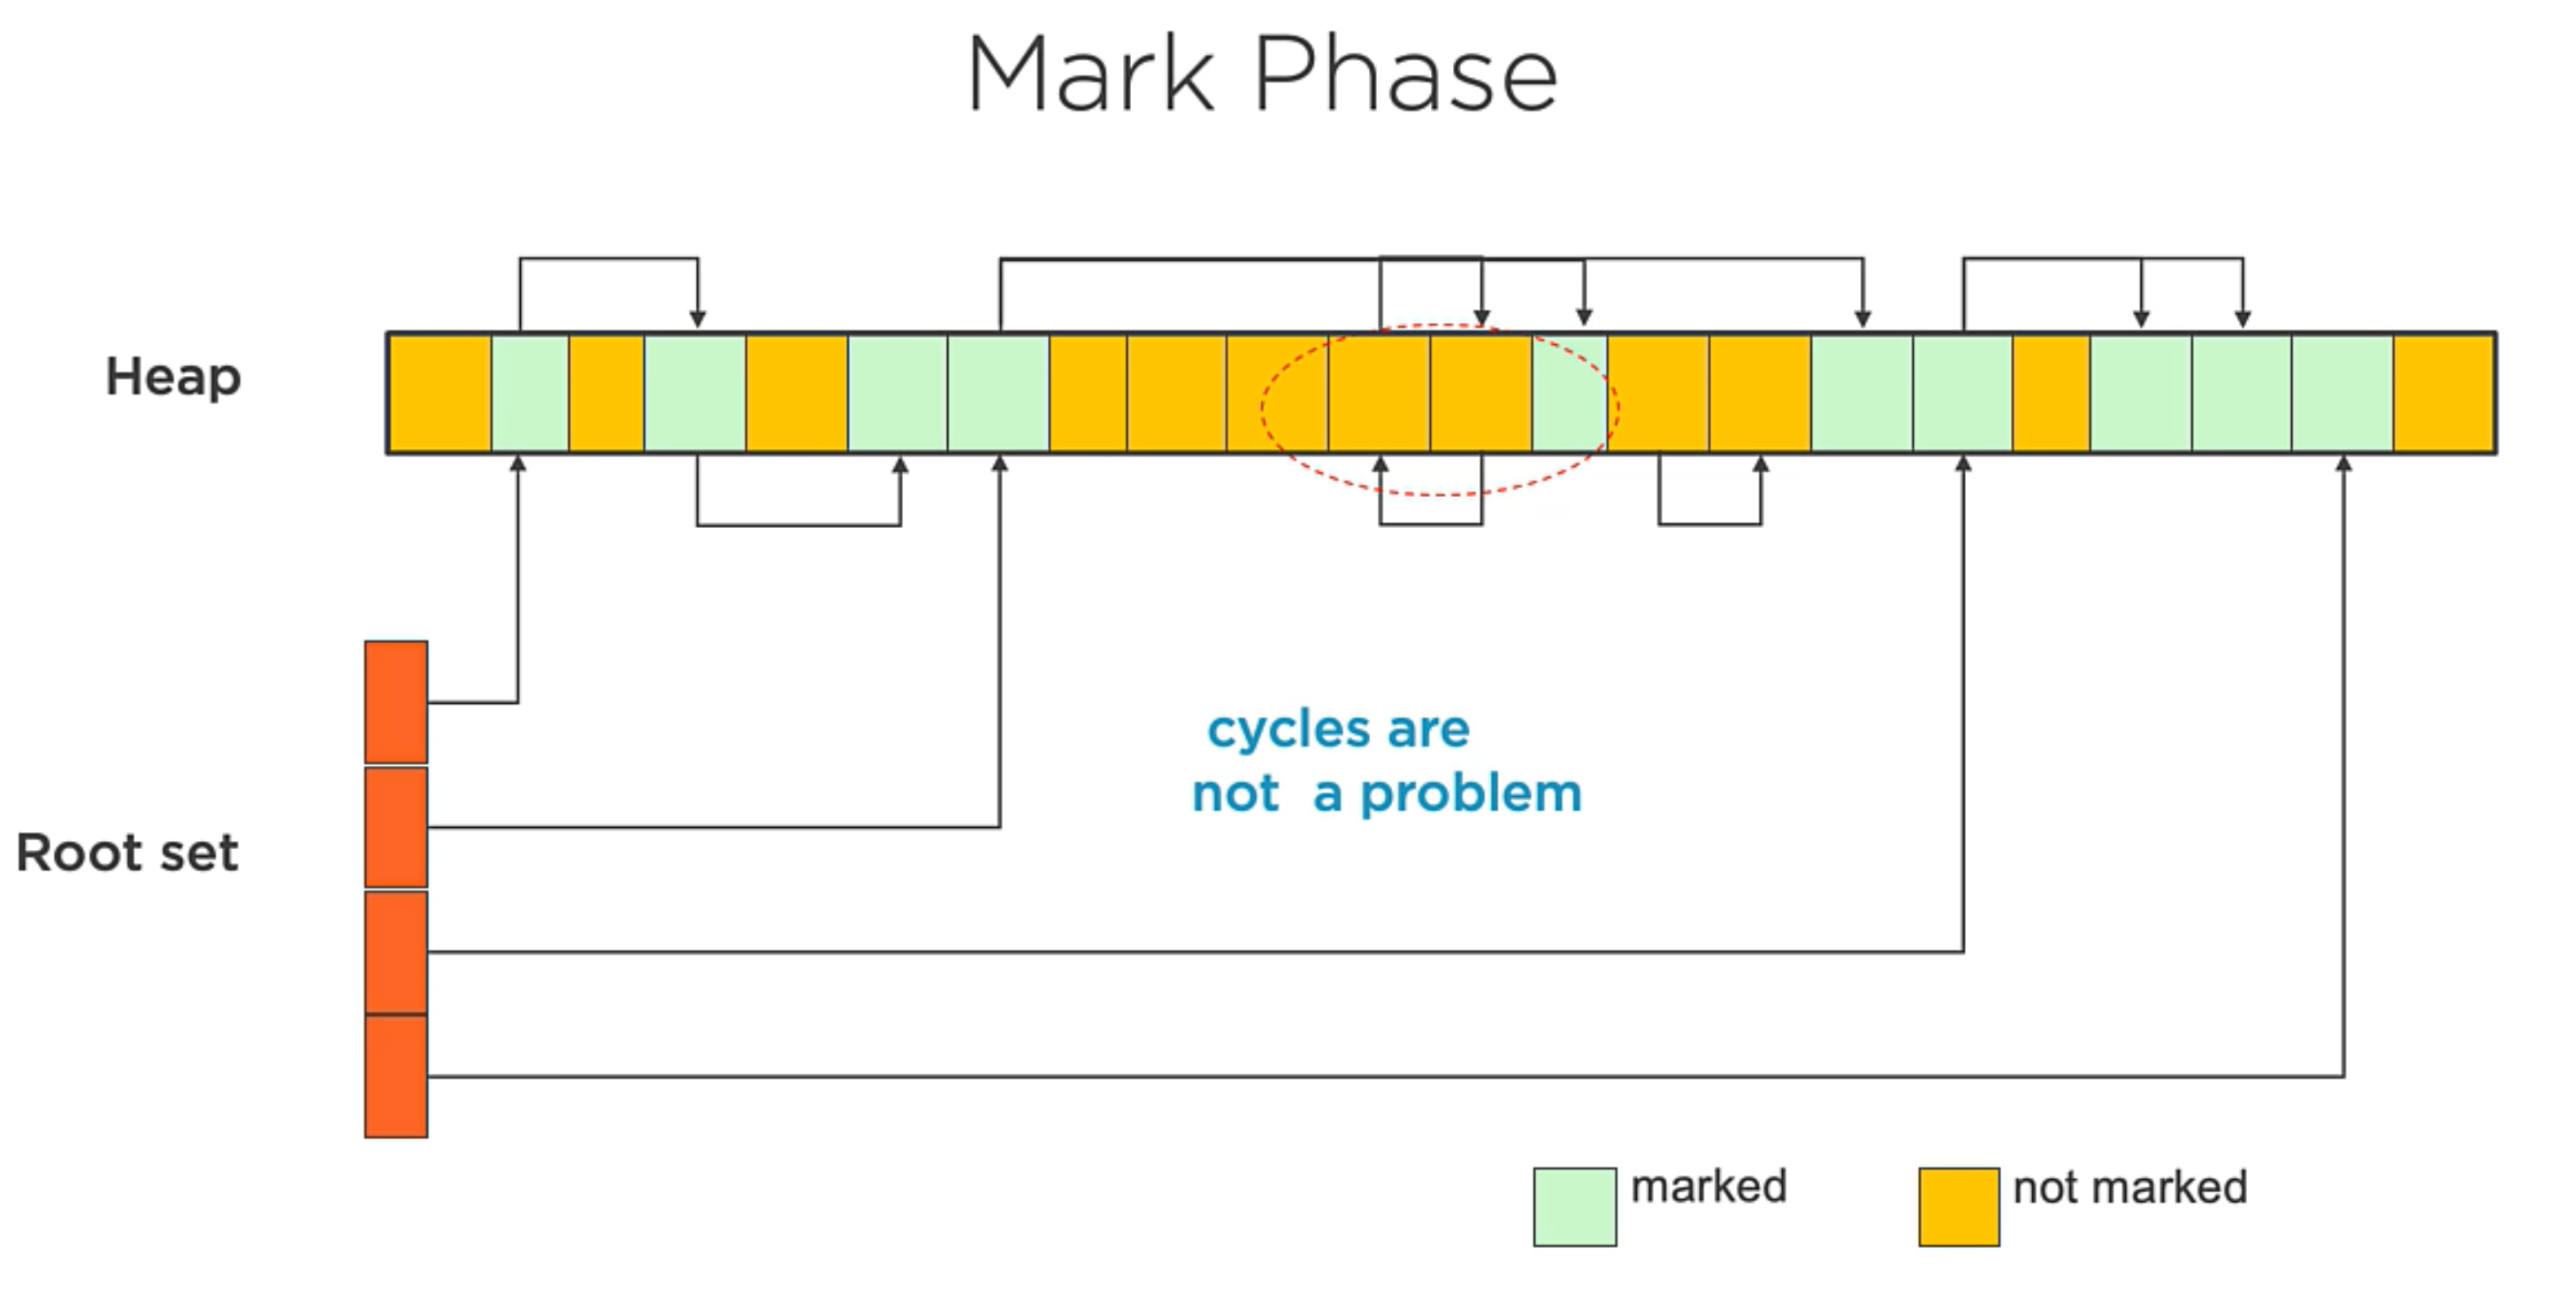 Mark Phase
Heap
cycles are
not a problem
Root set
marked
not marked